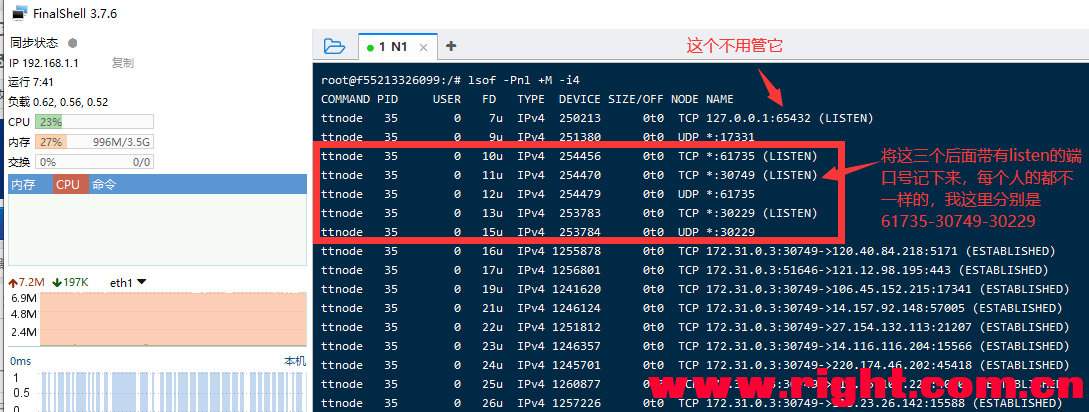 FinalShell 3.7.6
同步状态
IP 192.168.1.1 复制
运行 7:41
负载 0.62, 0.56, 0.52
CPU 23%
内存 27% 996M/3.5G
交换 0% 0/0
内存 CPU 命令
7.2M 197K eth1
6.9M
4.8M
2.4M
0ms 本机
1
0.5
0
1 N1
这个不用管它
root@f55213326099:/# lsof -Pnl +M -i4
COMMAND PID USER FD TYPE DEVICE SIZE/OFF NODE NAME
ttnode 35 0 7u IPv4 250213 0t0 TCP 127.0.0.1:65432 (LISTEN)
ttnode 35 0 9u IPv4 251380 0t0 UDP *:17331
ttnode 35 0 10u IPv4 254456 0t0 TCP *:61735 (LISTEN)
ttnode 35 0 11u IPv4 254470 0t0 TCP *:30749 (LISTEN)
ttnode 35 0 12u IPv4 254479 0t0 UDP *:61735
ttnode 35 0 13u IPv4 253783 0t0 TCP *:30229 (LISTEN)
ttnode 35 0 15u IPv4 253784 0t0 UDP *:30229
ttnode 35 0 16u IPv4 1255878 0t0 TCP 172.31.0.3:30749->120.40.84.218:5171 (ESTABLISHED)
ttnode 35 0 17u IPv4 1256801 0t0 TCP 172.31.0.3:51646->121.12.98.195:443 (ESTABLISHED)
ttnode 35 0 19u IPv4 1241620 0t0 TCP 172.31.0.3:30749->106.45.152.215:17341 (ESTABLISHED)
ttnode 35 0 21u IPv4 1246124 0t0 TCP 172.31.0.3:30749->14.157.92.148:57005 (ESTABLISHED)
ttnode 35 0 22u IPv4 1251812 0t0 TCP 172.31.0.3:30749->27.154.132.113:21207 (ESTABLISHED)
ttnode 35 0 23u IPv4 1246357 0t0 TCP 172.31.0.3:30749->14.116.116.204:15566 (ESTABLISHED)
ttnode 35 0 24u IPv4 1245701 0t0 TCP 172.31.0.3:30749->220.174.46.202:45418 (ESTABLISHED)
ttnode 35 0 25u IPv4 1260877 0t0 TCP
ttnode 35 0 26u IPv4 1257226 0t0 TCP 172.31.0.3:30749->
将这三个后面带有listen的端
口号记下来，每个人的都不
一样的，我这里分别是
61735-30749-30229
www.right.com.cn